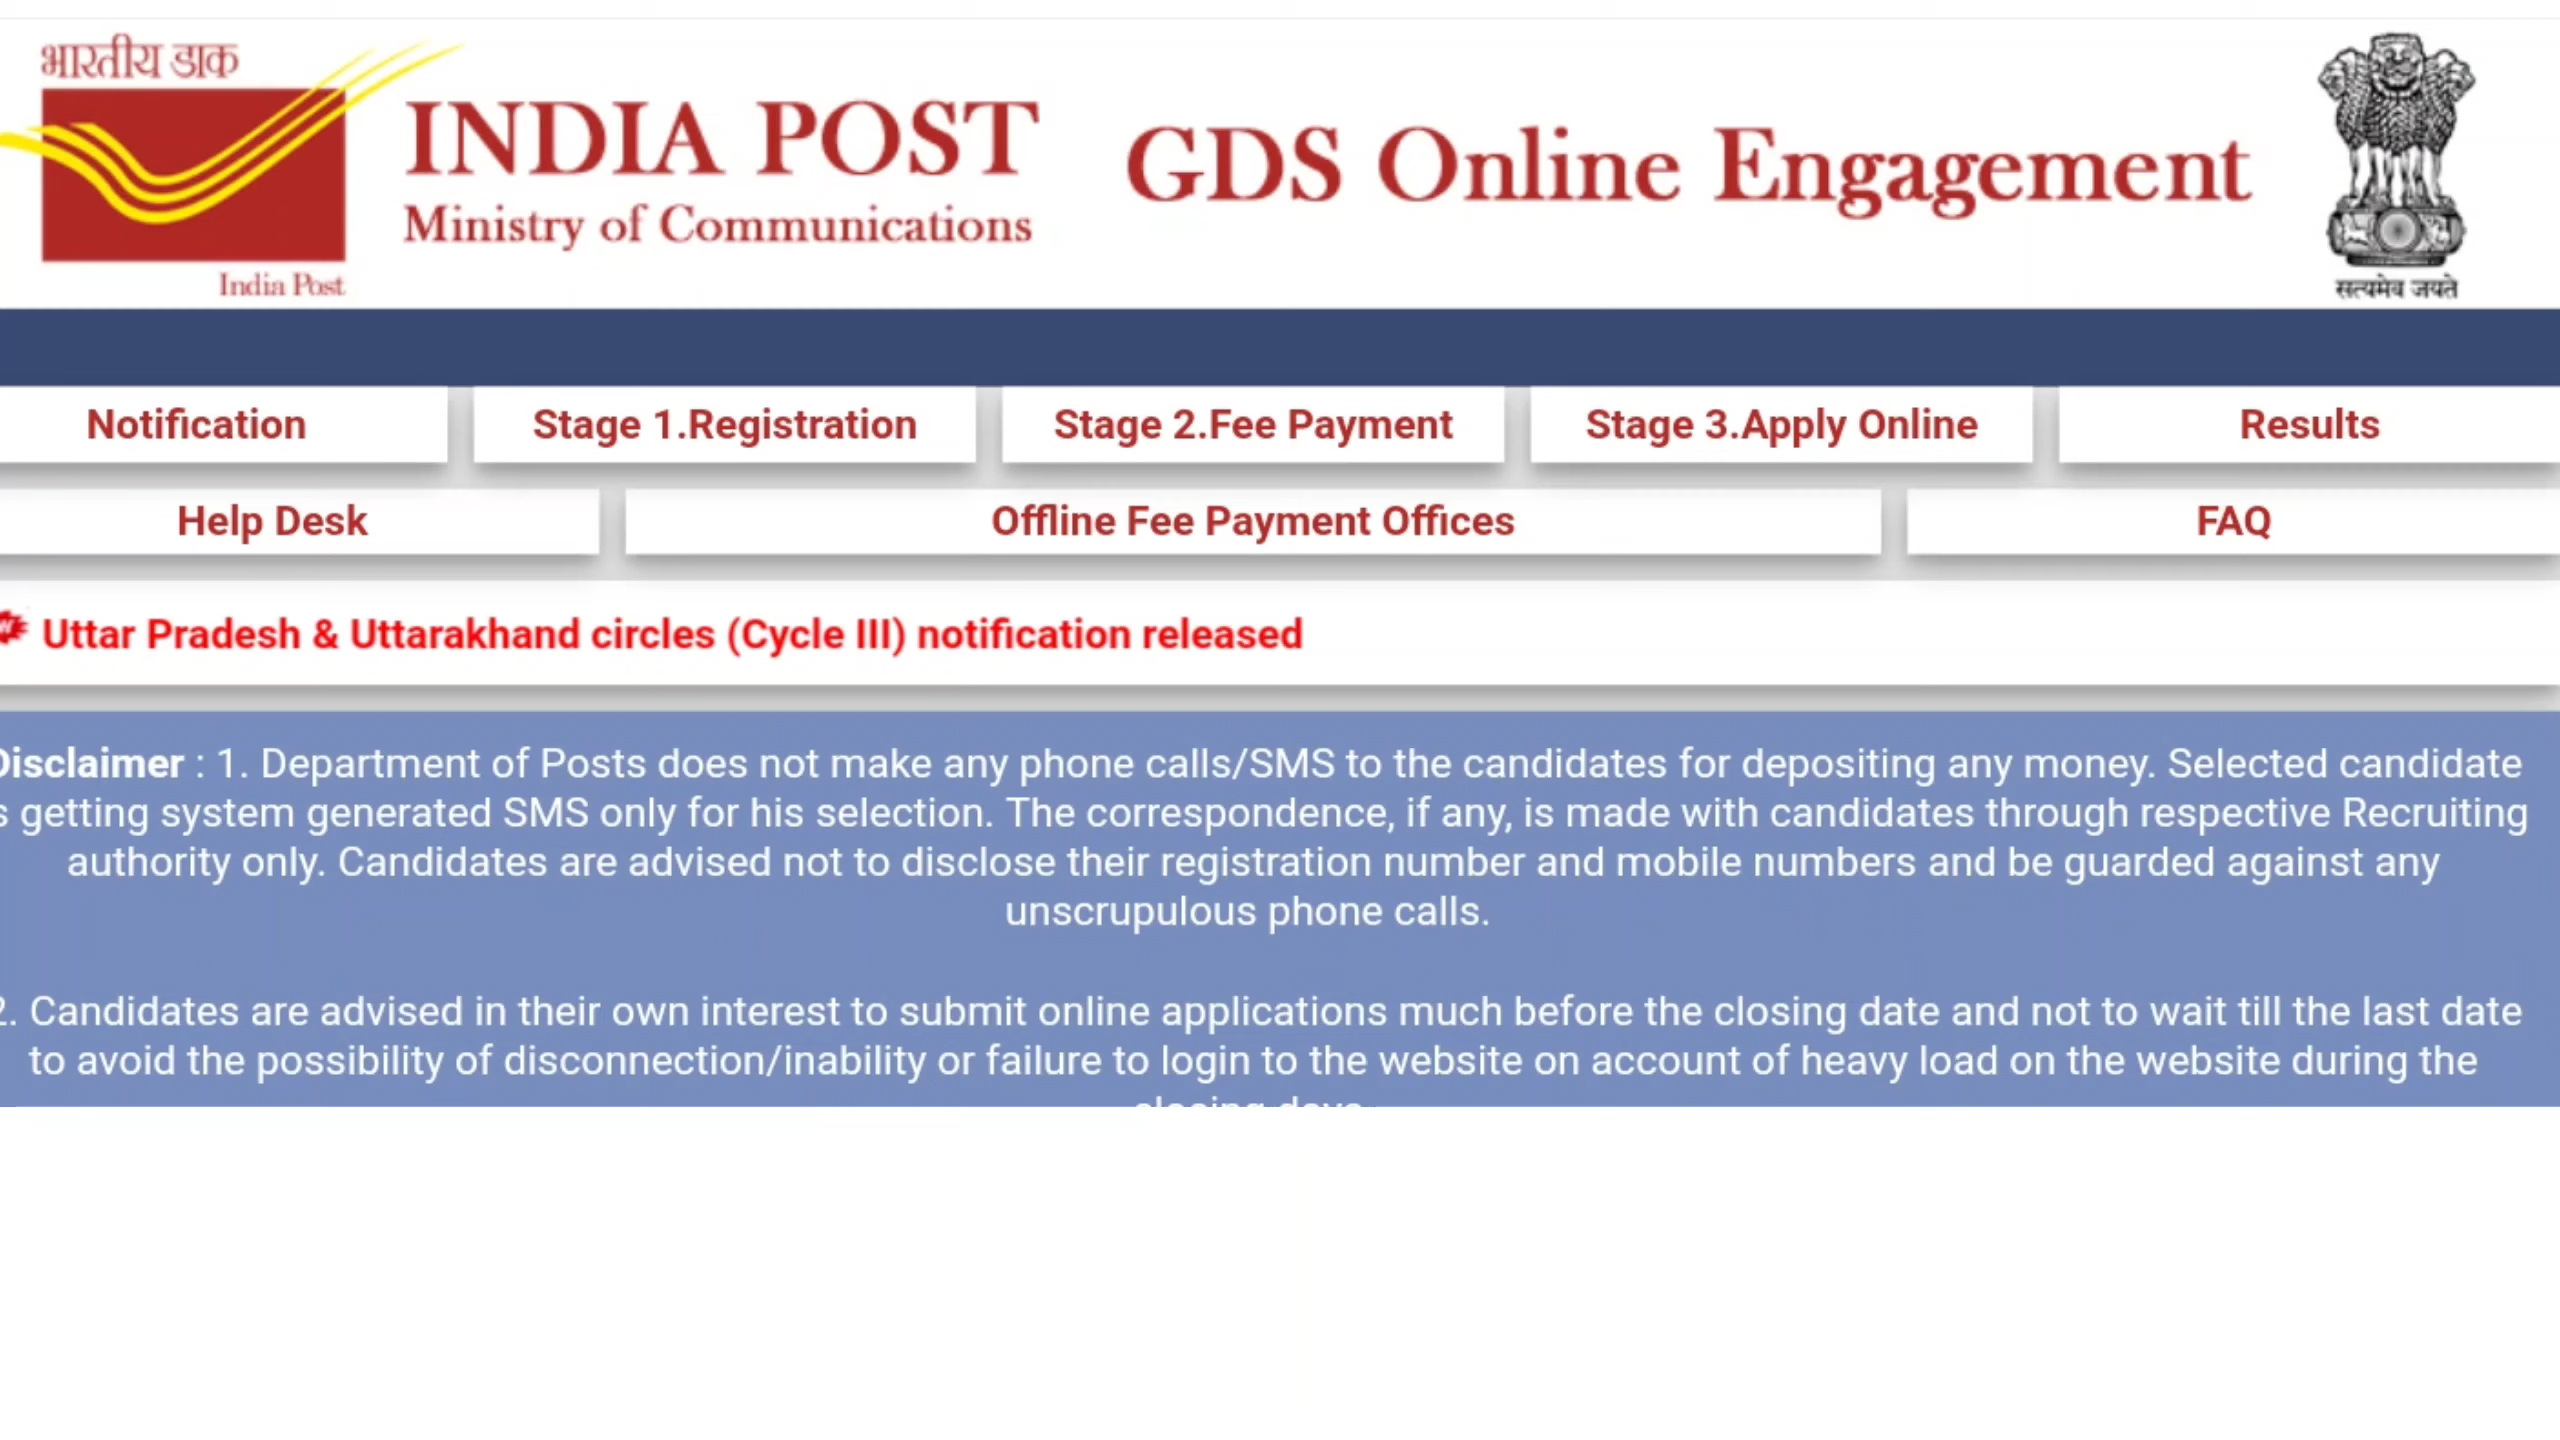 भारतीय डाक
INDIA POST
Ministry of Communications
India Post
GDS Online Engagement
सत्यमेव जयते
Notification
Stage 1.Registration
Stage 2.Fee Payment
Stage 3.Apply Online
Results
Help Desk
Offline Fee Payment Offices
FAQ
Uttar Pradesh & Uttarakhand circles (Cycle III) notification released
Disclaimer : 1. Department of Posts does not make any phone calls/SMS to the candidates for depositing any money. Selected candidate
s getting system generated SMS only for his selection. The correspondence, if any, is made with candidates through respective Recruiting
authority only. Candidates are advised not to disclose their registration number and mobile numbers and be guarded against any
unscrupulous phone calls.
2. Candidates are advised in their own interest to submit online applications much before the closing date and not to wait till the last date
to avoid the possibility of disconnection/inability or failure to login to the website on account of heavy load on the website during the